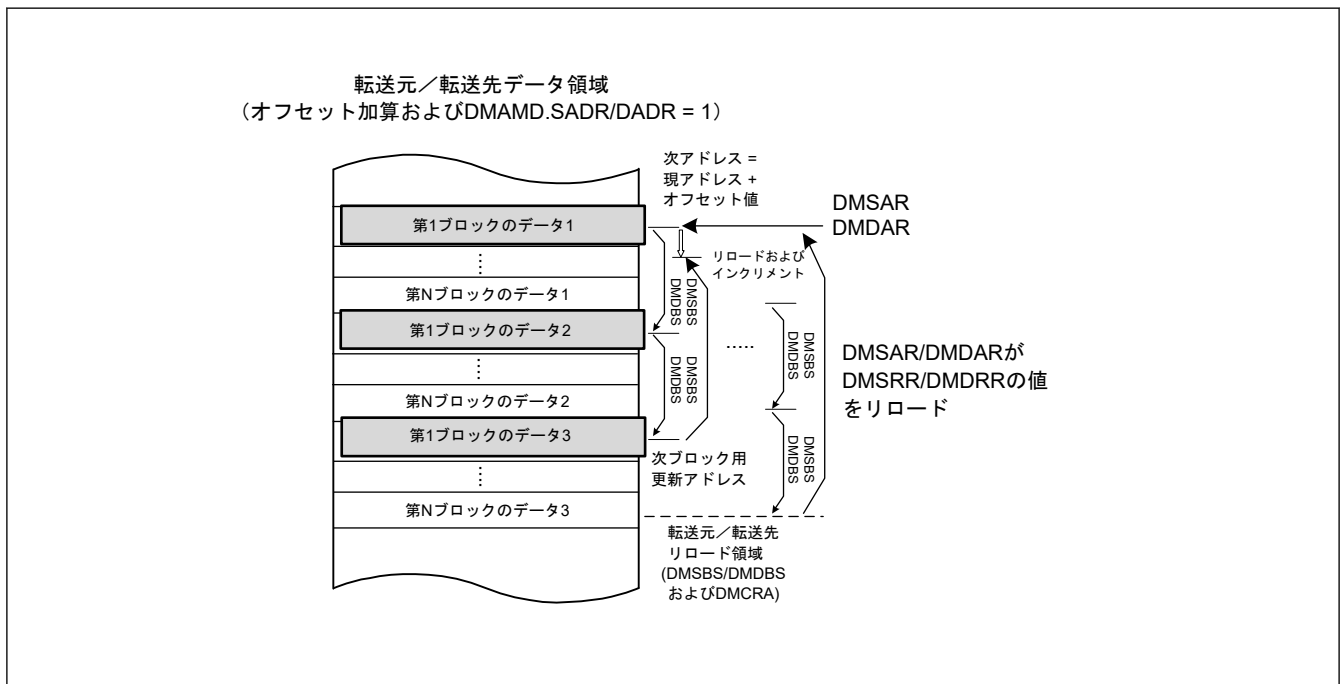 転送元／転送先データ領域
（オフセット加算およびDMAMD.SADR/DADR = 1）
次アドレス =
現アドレス +
オフセット値
DMSAR
DMDAR
第1ブロックのデータ1
リロードおよび
インクリメント
⋮
第Nブロックのデータ1
DMSBS
DMDBS
第1ブロックのデータ2
.....
DMSBS
DMDBS
DMSAR/DMDARが
DMSRR/DMDRRの値
をリロード
⋮
DMSBS
DMDBS
第Nブロックのデータ2
第1ブロックのデータ3
DMSBS
DMDBS
次ブロック用
更新アドレス
⋮
第Nブロックのデータ3
転送元／転送先
リロード領域
(DMSBS/DMDBS
およびDMCRA)